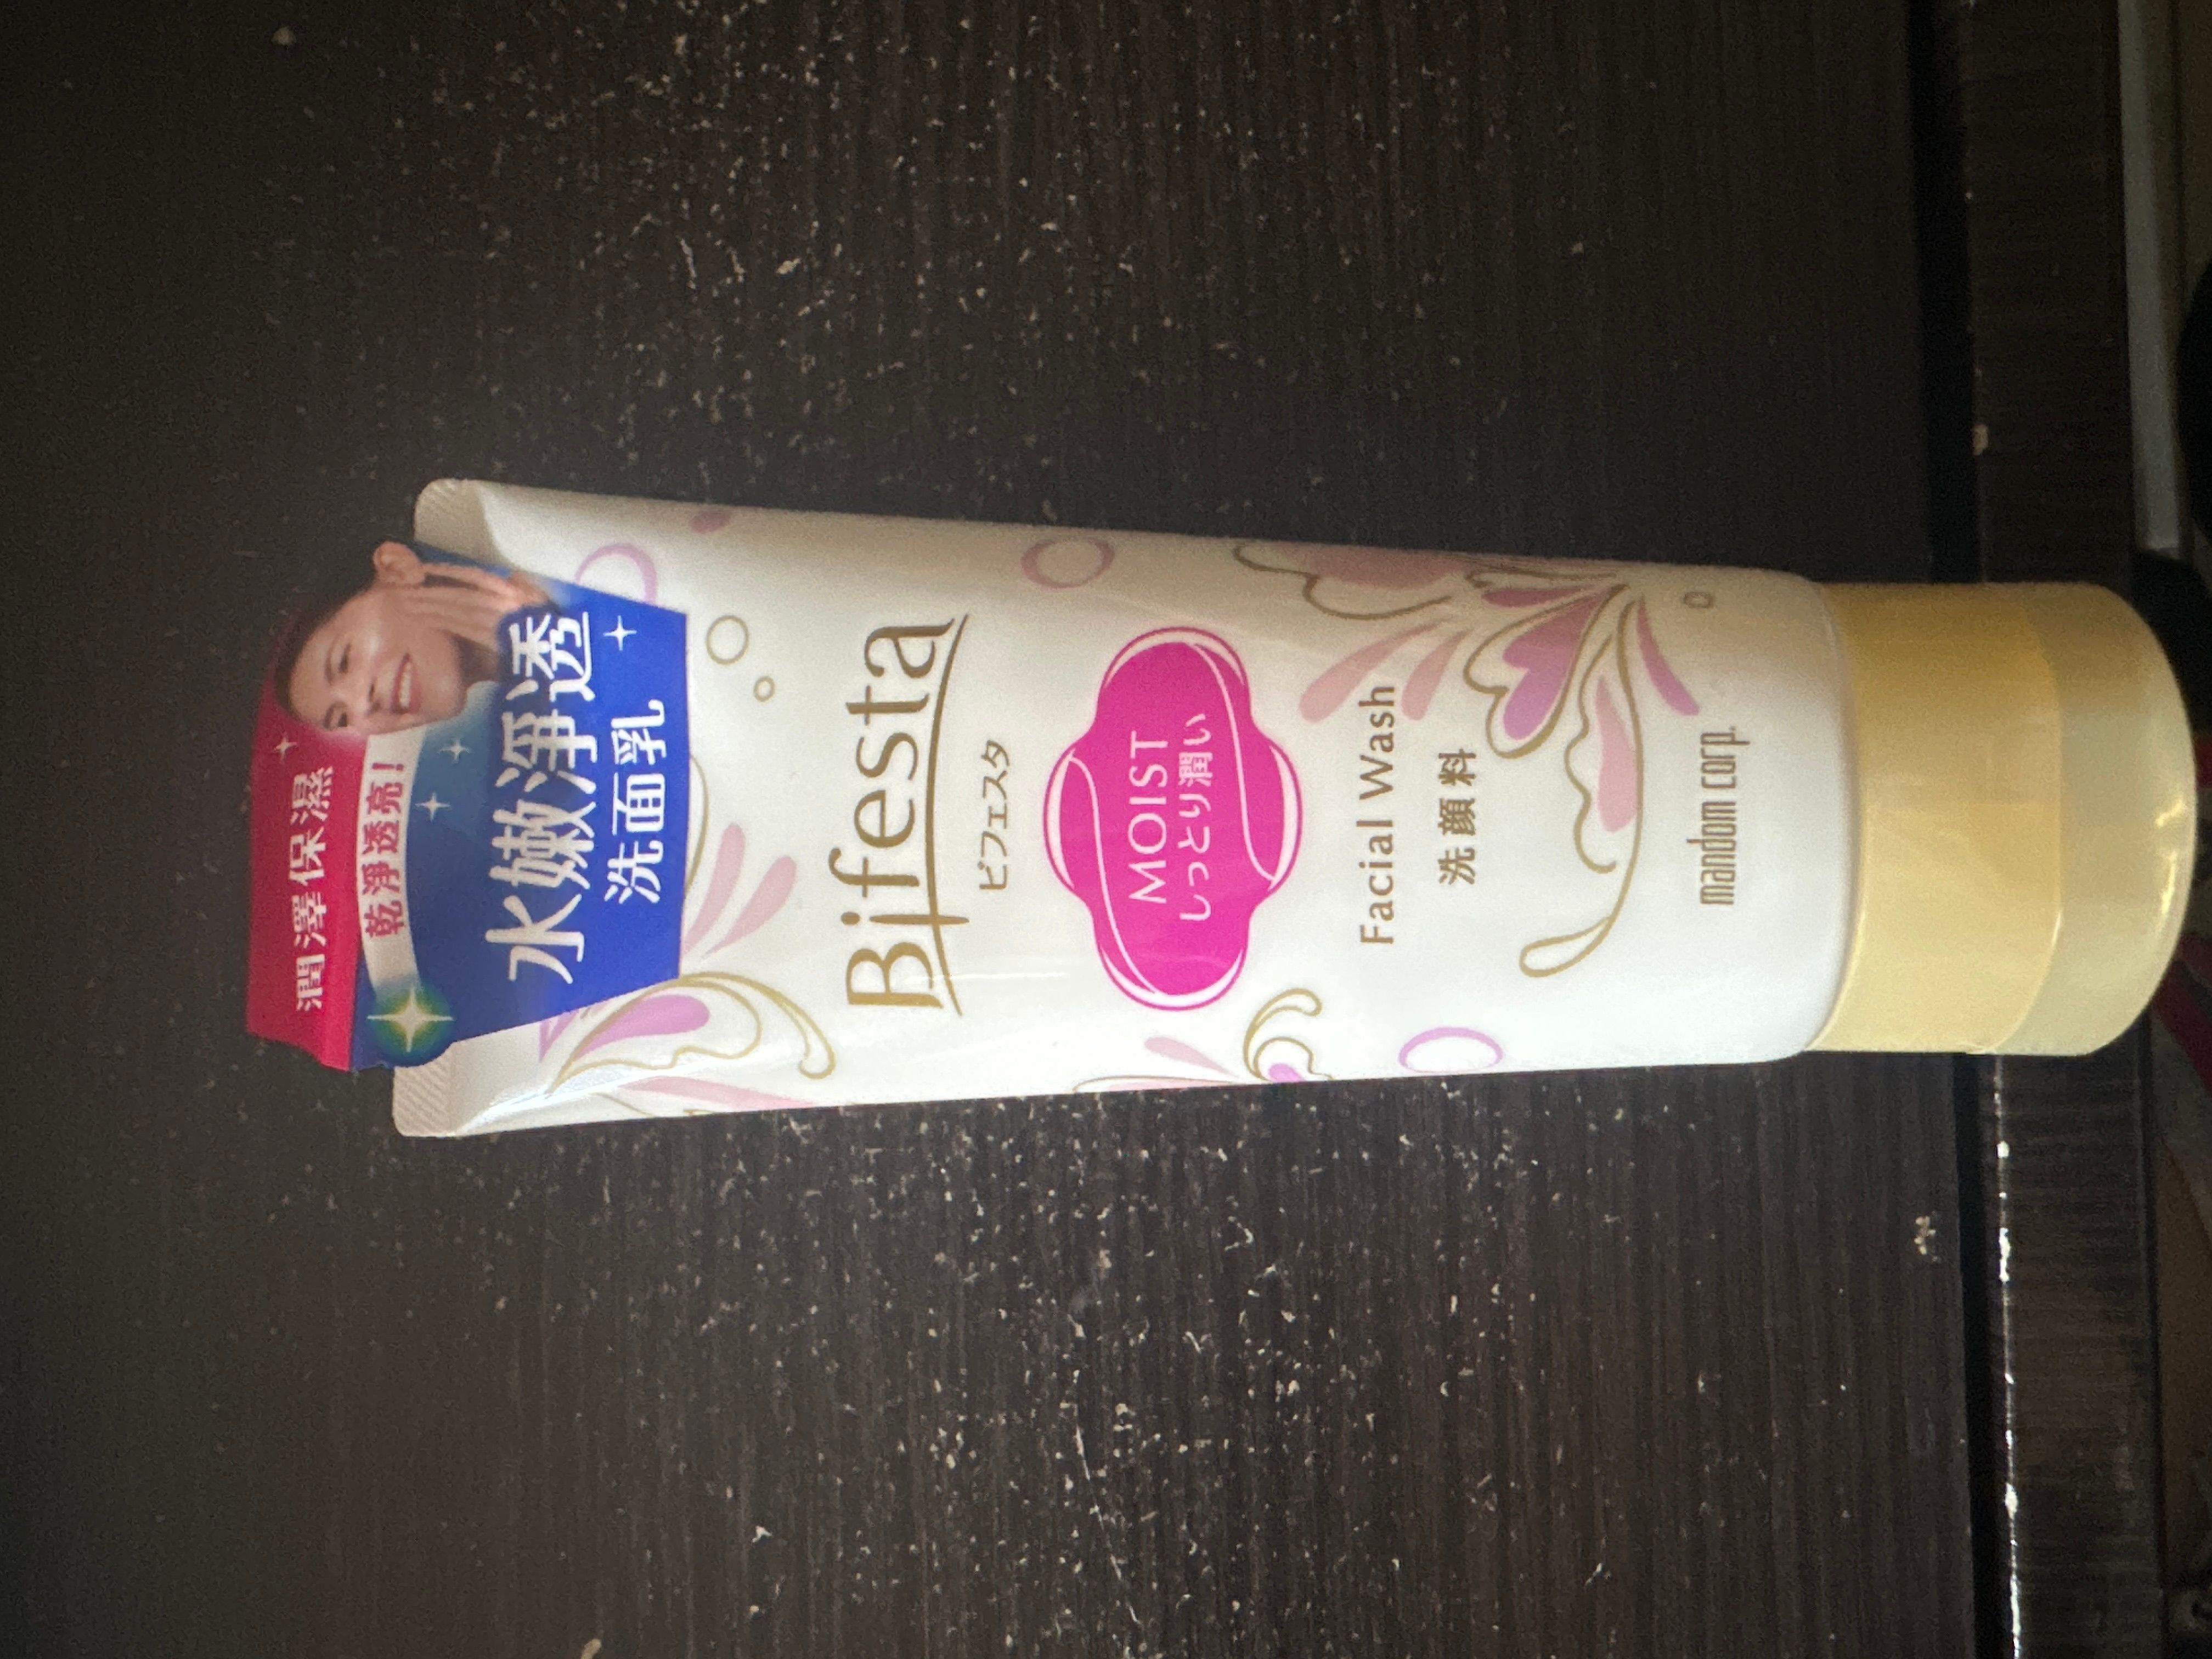 潤澤保濕
乾淨透亮!
水嫩淨透
洗面乳
Bifesta
ビフェスタ
MOIST
しっとり潤い
Facial Wash
洗顔料
mandom corp.